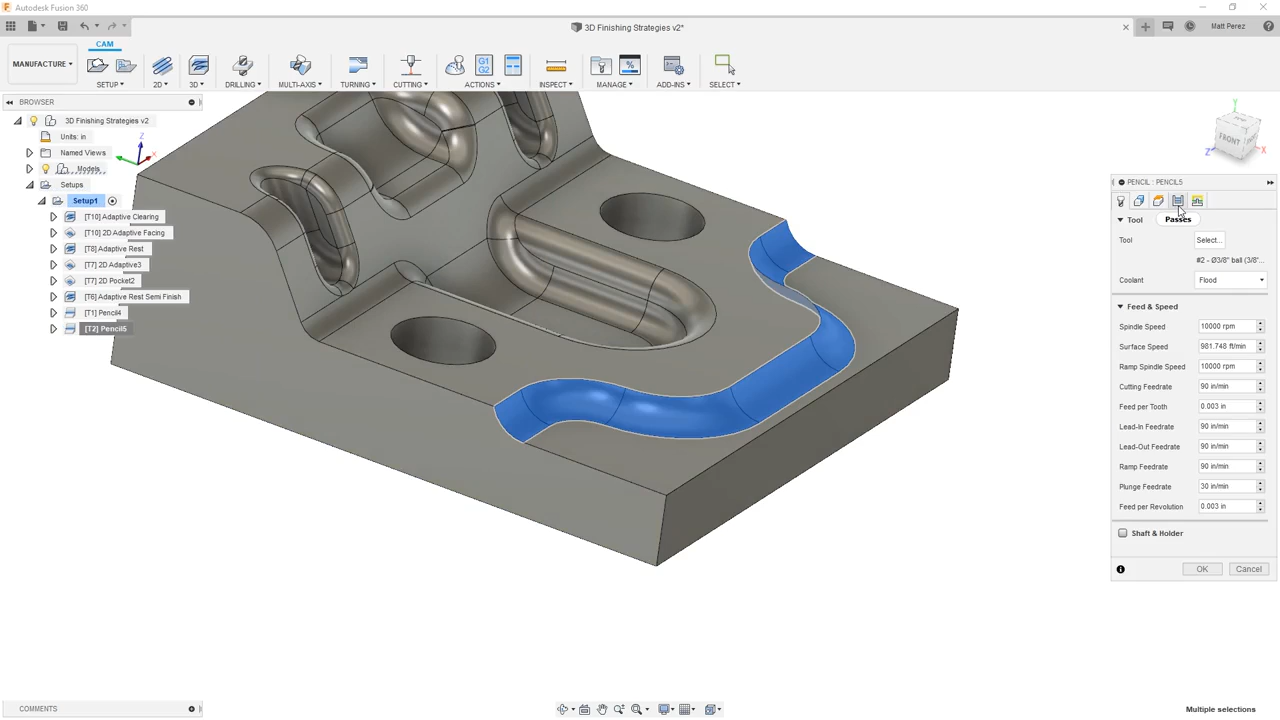 Autodesk Fusion 360
3D Finishing Strategies v2*
Matt Perez
CAM
MANUFACTURE
SETUP
2D
3D
DRILLING
MULTI-AXIS
TURNING
CUTTING
G1
G2
ACTIONS
INSPECT
%
MANAGE
ADD-INS
SELECT
BROWSER
3D Finishing Strategies v2
Units: in
Named Views
Models
Setups
Setup1
[T10] Adaptive Clearing
[T10] 2D Adaptive Facing
[T8] Adaptive Rest
[T7] 2D Adaptive3
[T7] 2D Pocket2
[T6] Adaptive Rest Semi Finish
[T1] Pencil4
[T2] Pencil5
Z
Y
FRONT
Z
X
PENCIL : PENCIL5
Passes
Tool
Tool
Select...
#2 - Ø3/8" ball (3/8"...
Coolant
Flood
Feed & Speed
Spindle Speed
10000 rpm
Surface Speed
981.748 ft/min
Ramp Spindle Speed
10000 rpm
Cutting Feedrate
90 in/min
Feed per Tooth
0.003 in
Lead-In Feedrate
90 in/min
Lead-Out Feedrate
90 in/min
Ramp Feedrate
90 in/min
Plunge Feedrate
30 in/min
Feed per Revolution
0.003 in
Shaft & Holder
OK
Cancel
COMMENTS
Multiple selections